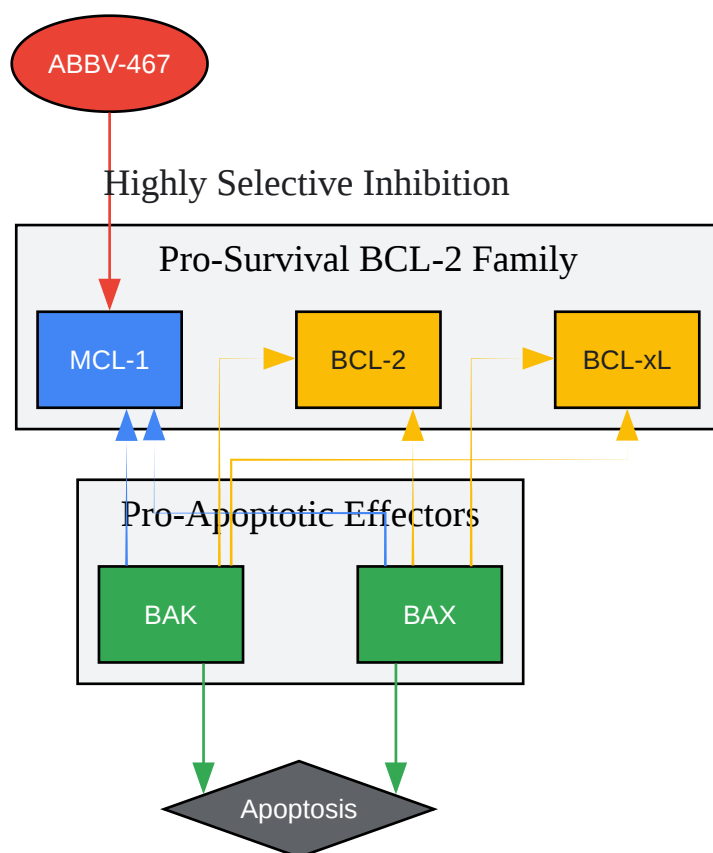 ABBV-467
Highly Selective Inhibition
Pro-Survival BCL-2 Family
MCL-1
BCL-2
BCL-xL
Pro-Apoptotic Effectors
BAK
BAX
Apoptosis